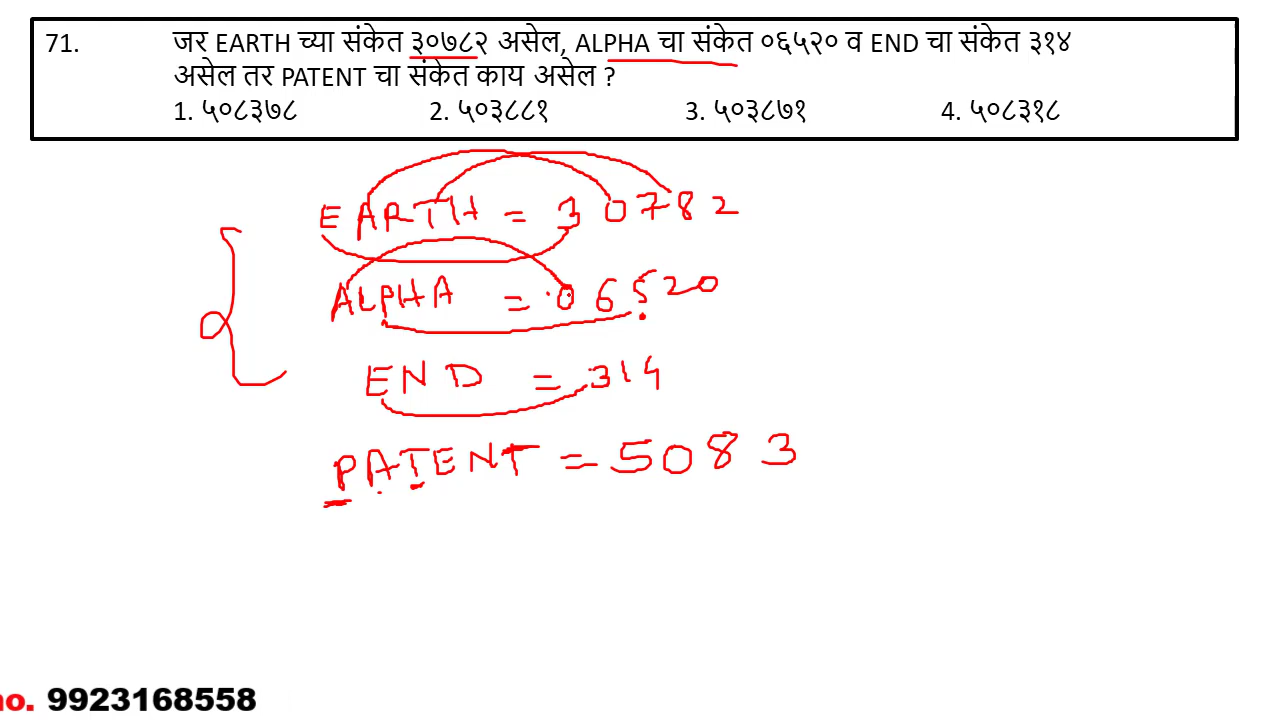 71. जर EARTH च्या संकेत ३०७८२ असेल, ALPHA चा संकेत ०६५२० व END चा संकेत ३१४
असेल तर PATENT चा संकेत काय असेल ?
1. ५०८३७८ 2. ५०३८८१ 3. ५०३८७१ 4. ५०८३१८
EARTH = 30782
ALPHA = 06520
END = 314
PATENT = 5083
no. 9923168558